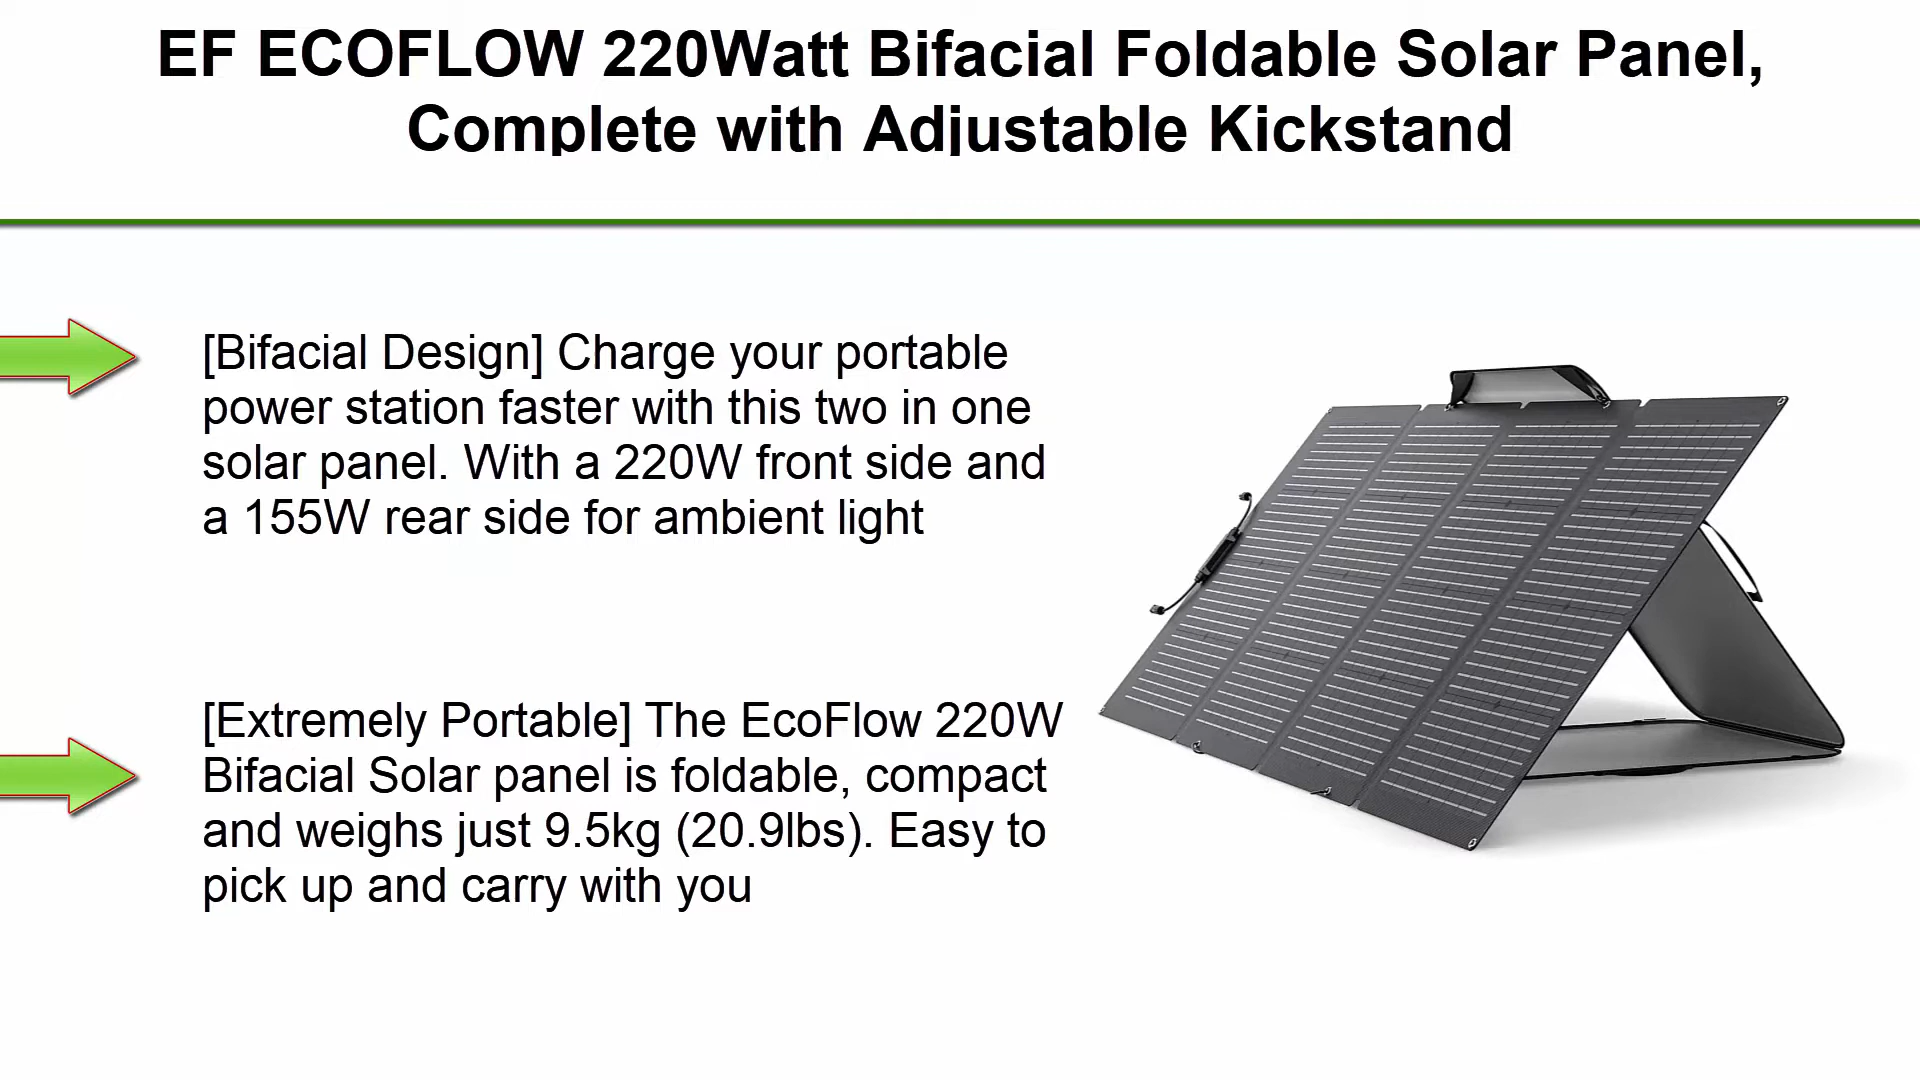 EF ECOFLOW 220Watt Bifacial Foldable Solar Panel,
Complete with Adjustable Kickstand
[Bifacial Design] Charge your portable
power station faster with this two in one
solar panel. With a 220W front side and
a 155W rear side for ambient light
[Extremely Portable] The EcoFlow 220W
Bifacial Solar panel is foldable, compact
and weighs just 9.5kg (20.9lbs). Easy to
pick up and carry with you